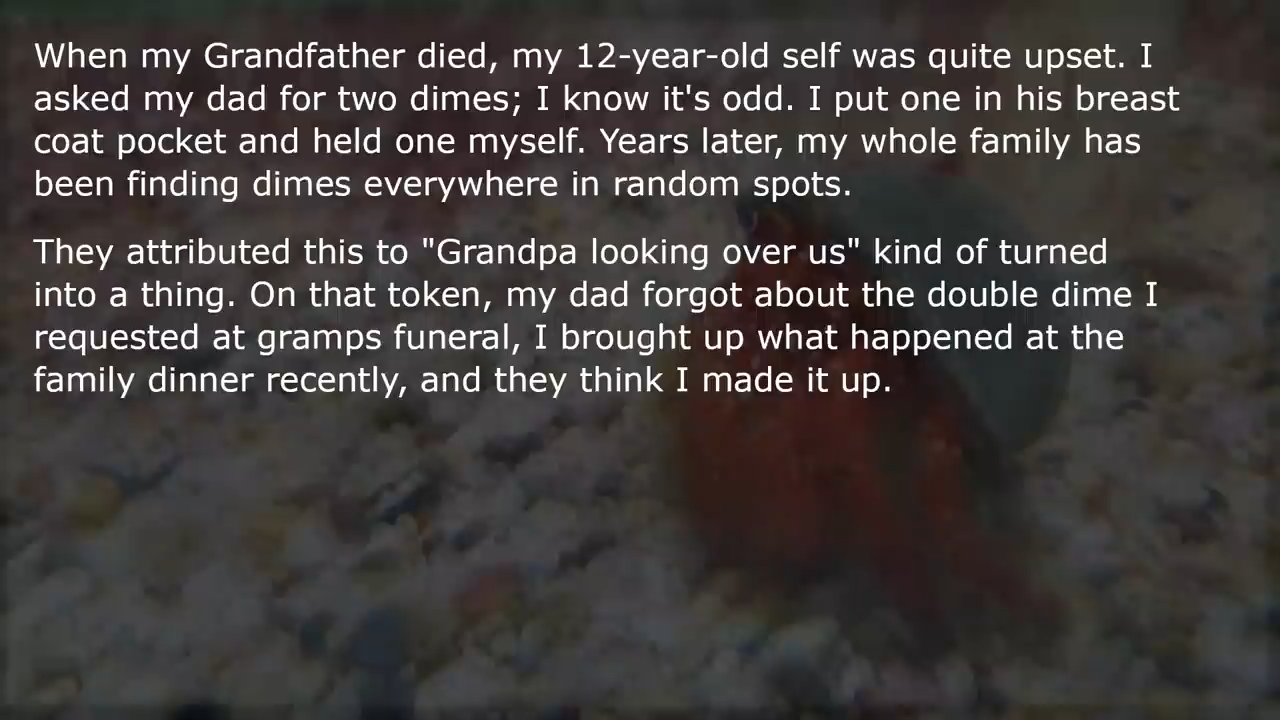 When my Grandfather died, my 12-year-old self was quite upset. I
asked my dad for two dimes; I know it's odd. I put one in his breast
coat pocket and held one myself. Years later, my whole family has
been finding dimes everywhere in random spots.
They attributed this to "Grandpa looking over us" kind of turned
into a thing. On that token, my dad forgot about the double dime I
requested at gramps funeral, I brought up what happened at the
family dinner recently, and they think I made it up.